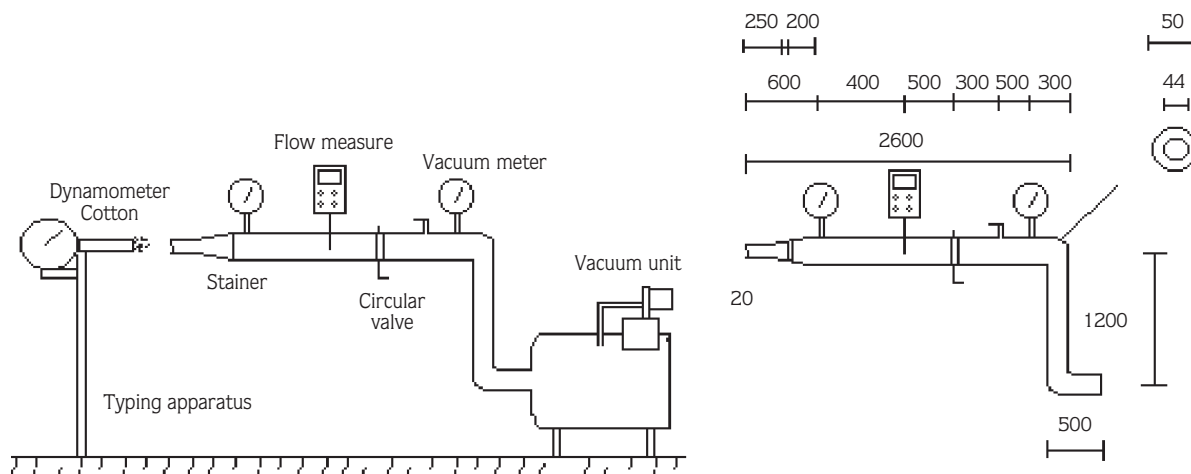 Flow measure
Vacuum meter
Dynamometer
Cotton
Stainer
Circular
valve
Vacuum unit
Typing apparatus
250 200
50
600 400 500 300 500 300
44
2600
20
1200
500